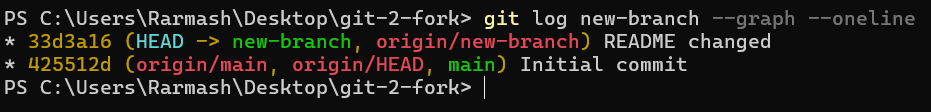 PS C:\Users\Rarmash\Desktop\git-2-fork> git log new-branch --graph --oneline
* 33d3a16 (HEAD -> new-branch, origin/new-branch) README changed
* 425512d (origin/main, origin/HEAD, main) Initial commit
PS C:\Users\Rarmash\Desktop\git-2-fork>